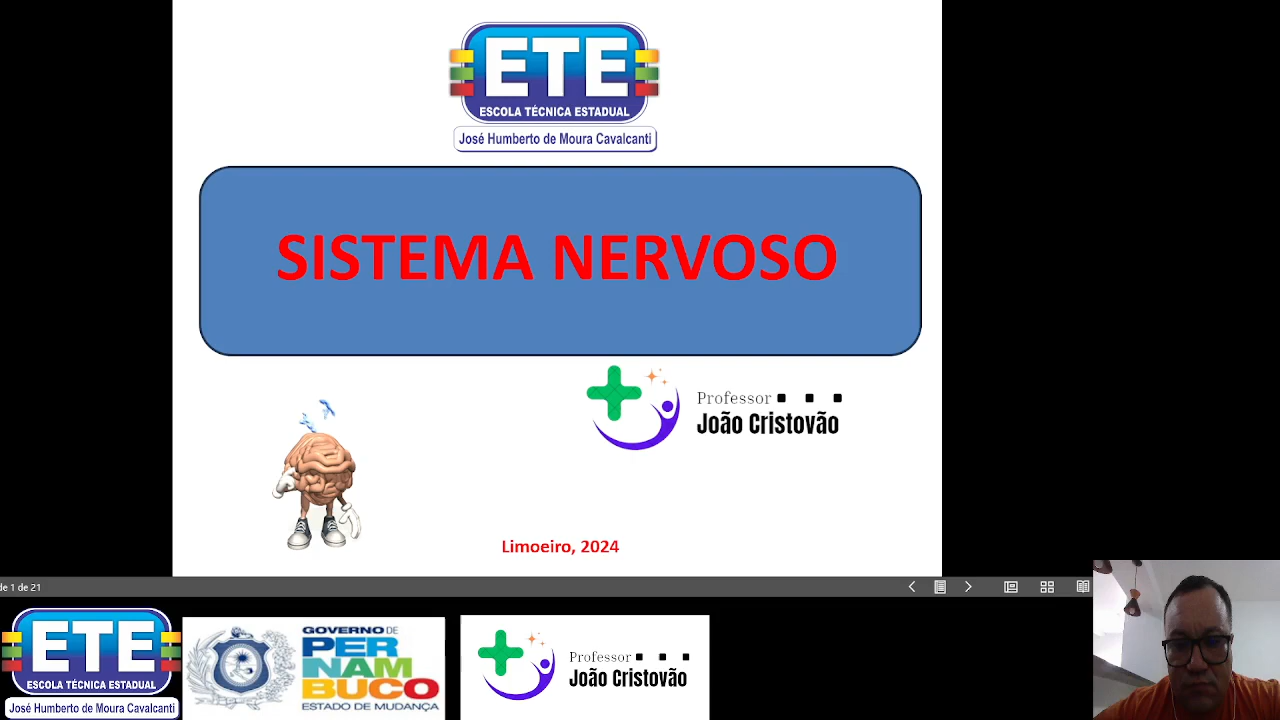 ETE
ESCOLA TÉCNICA ESTADUAL
José Humberto de Moura Cavalcanti
SISTEMA NERVOSO
Professor
João Cristovão
Limoeiro, 2024
de 1 de 21
ETE
ESCOLA TÉCNICA ESTADUAL
José Humberto de Moura Cavalcanti
GOVERNO DE
PER
NAM
BUCO
ESTADO DE MUDANÇA
Professor
João Cristovão